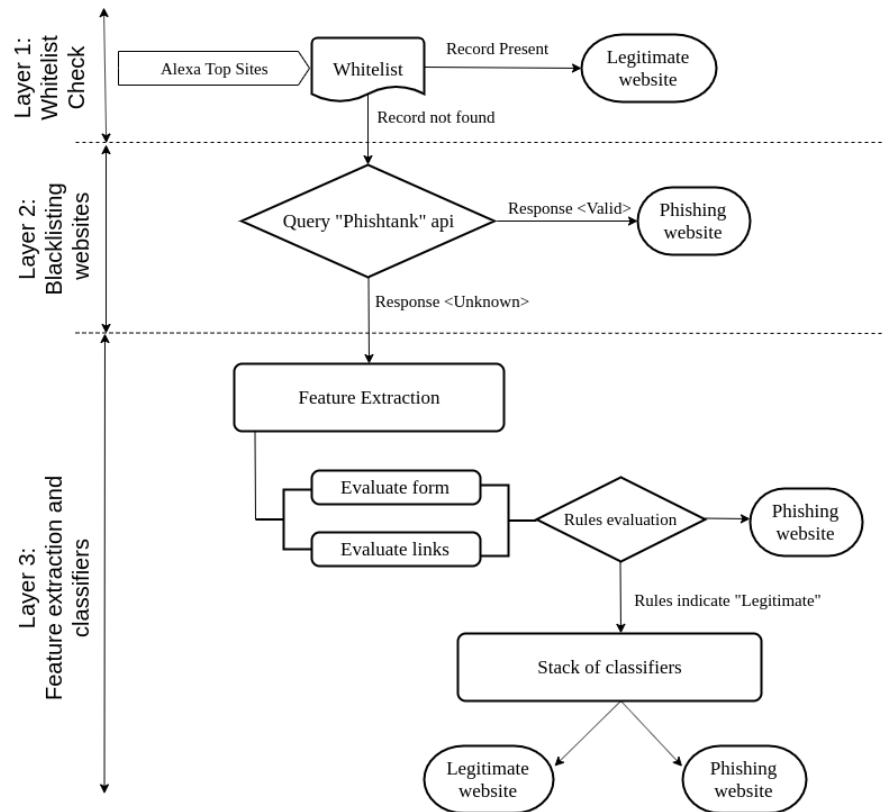 Layer 1:
Whitelist
Check
Alexa Top Sites
Whitelist
Record Present
Legitimate
website
Record not found
Layer 2:
Blacklisting
websites
Query "Phishtank" api
Response <Valid>
Phishing
website
Response <Unknown>
Layer 3:
Feature extraction and
classifiers
Feature Extraction
Evaluate form
Evaluate links
Rules evaluation
Phishing
website
Rules indicate "Legitimate"
Stack of classifiers
Legitimate
website
Phishing
website